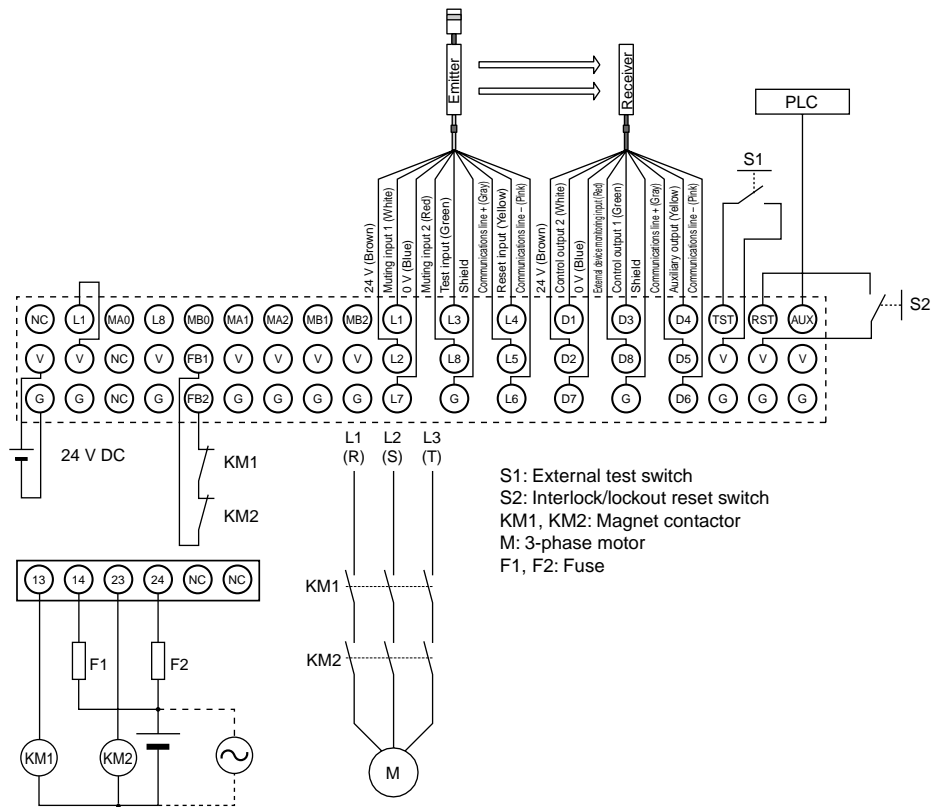 Emitter
Receiver
PLC
S1
24 V (Brown)
Muting input 1 (White)
0 V (Blue)
Muting input 2 (Red)
Test input (Green)
Shield
Communications line + (Gray)
Reset input (Yellow)
Communications line – (Pink)
24 V (Brown)
Control output 2 (White)
0 V (Blue)
External device monitoring input (Red)
Control output 1 (Green)
Shield
Communications line + (Gray)
Auxiliary output (Yellow)
Communications line – (Pink)
S2
NC L1 MA0 L8 MB0 MA1 MA2 MB1 MB2 L1 L3 L4 D1 D3 D4 TST RST AUX
V V NC V FB1 V V V V L2 L8 L5 D2 D8 D5 V V V
G G NC G FB2 G G G G L7 G L6 D7 G D6 G G G
24 V DC
KM1
KM2
L1 L2 L3
(R) (S) (T)
S1: External test switch
S2: Interlock/lockout reset switch
KM1, KM2: Magnet contactor
M: 3-phase motor
F1, F2: Fuse
13 14 23 24 NC NC
F1
F2
KM1
KM2
KM1
KM2
M